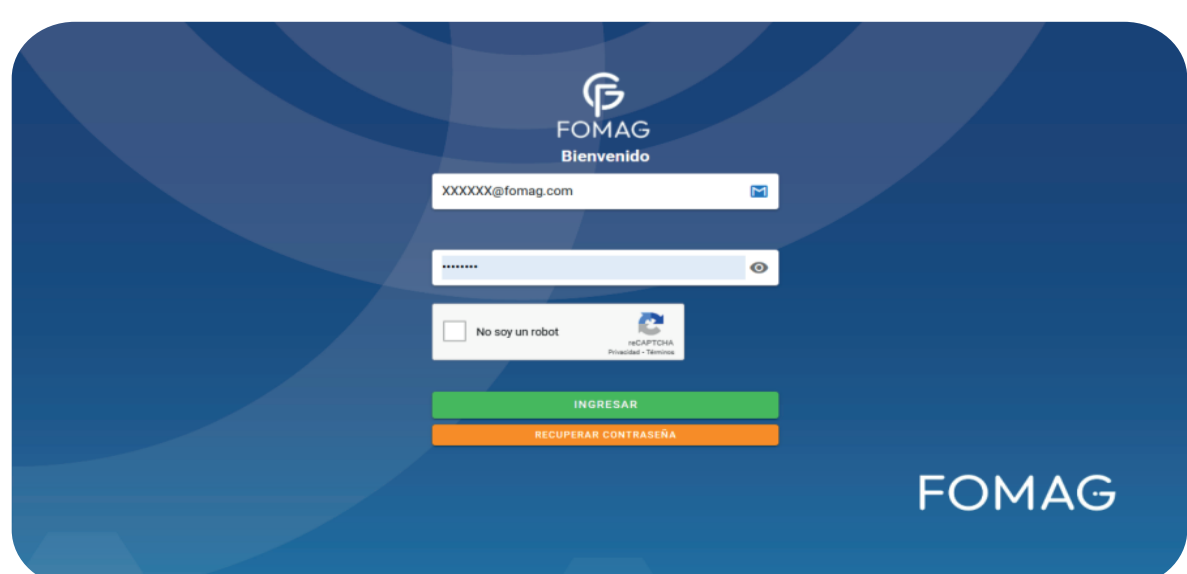 FOMAG
Bienvenido
XXXXXX@fomag.com
••••••••
No soy un robot
reCAPTCHA
Privacidad - Términos
INGRESAR
RECUPERAR CONTRASEÑA
FOMAG